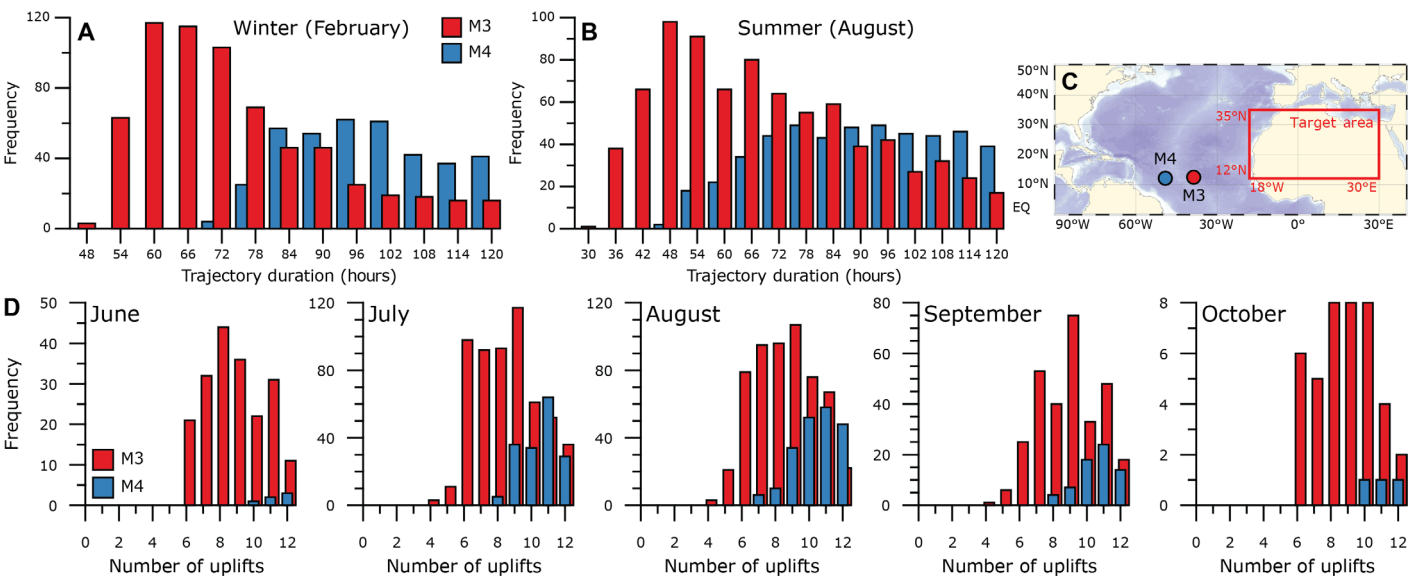 A
Winter (February)
M3
M4
Frequency
120
80
40
0
48 54 60 66 72 78 84 90 96 102 108 114 120
Trajectory duration (hours)
B
Summer (August)
Frequency
100
80
60
40
20
0
30 36 42 48 54 60 66 72 78 84 90 96 102 108 114 120
Trajectory duration (hours)
C
50°N
40°N
30°N
20°N
10°N
EQ
35°N
Target area
12°N
18°W 30°E
M4
M3
90°W 60°W 30°W 0° 30°E
D
June
Frequency
50
40
30
20
10
0
M3
M4
0 2 4 6 8 10 12
Number of uplifts
July
120
80
40
0
0 2 4 6 8 10 12
Number of uplifts
August
120
80
40
0
0 2 4 6 8 10 12
Number of uplifts
September
80
60
40
20
0
0 2 4 6 8 10 12
Number of uplifts
October
8
6
4
2
0
0 2 4 6 8 10 12
Number of uplifts